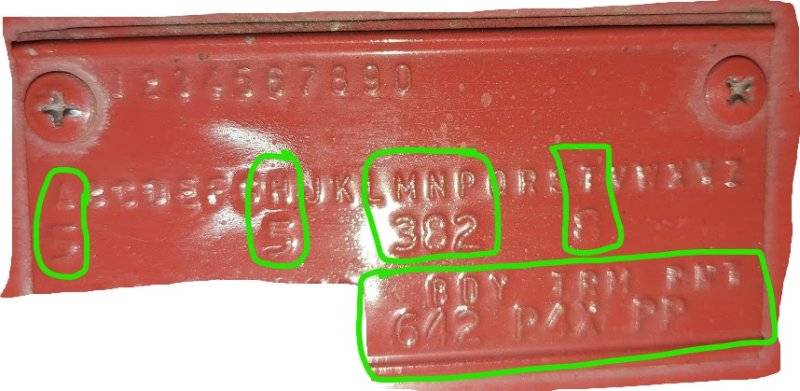 1234567890
ABCDEFGHJKLMNPQRSTVWXYZ
5 5 382 8
BDY TRM PNT
642 P4X PP